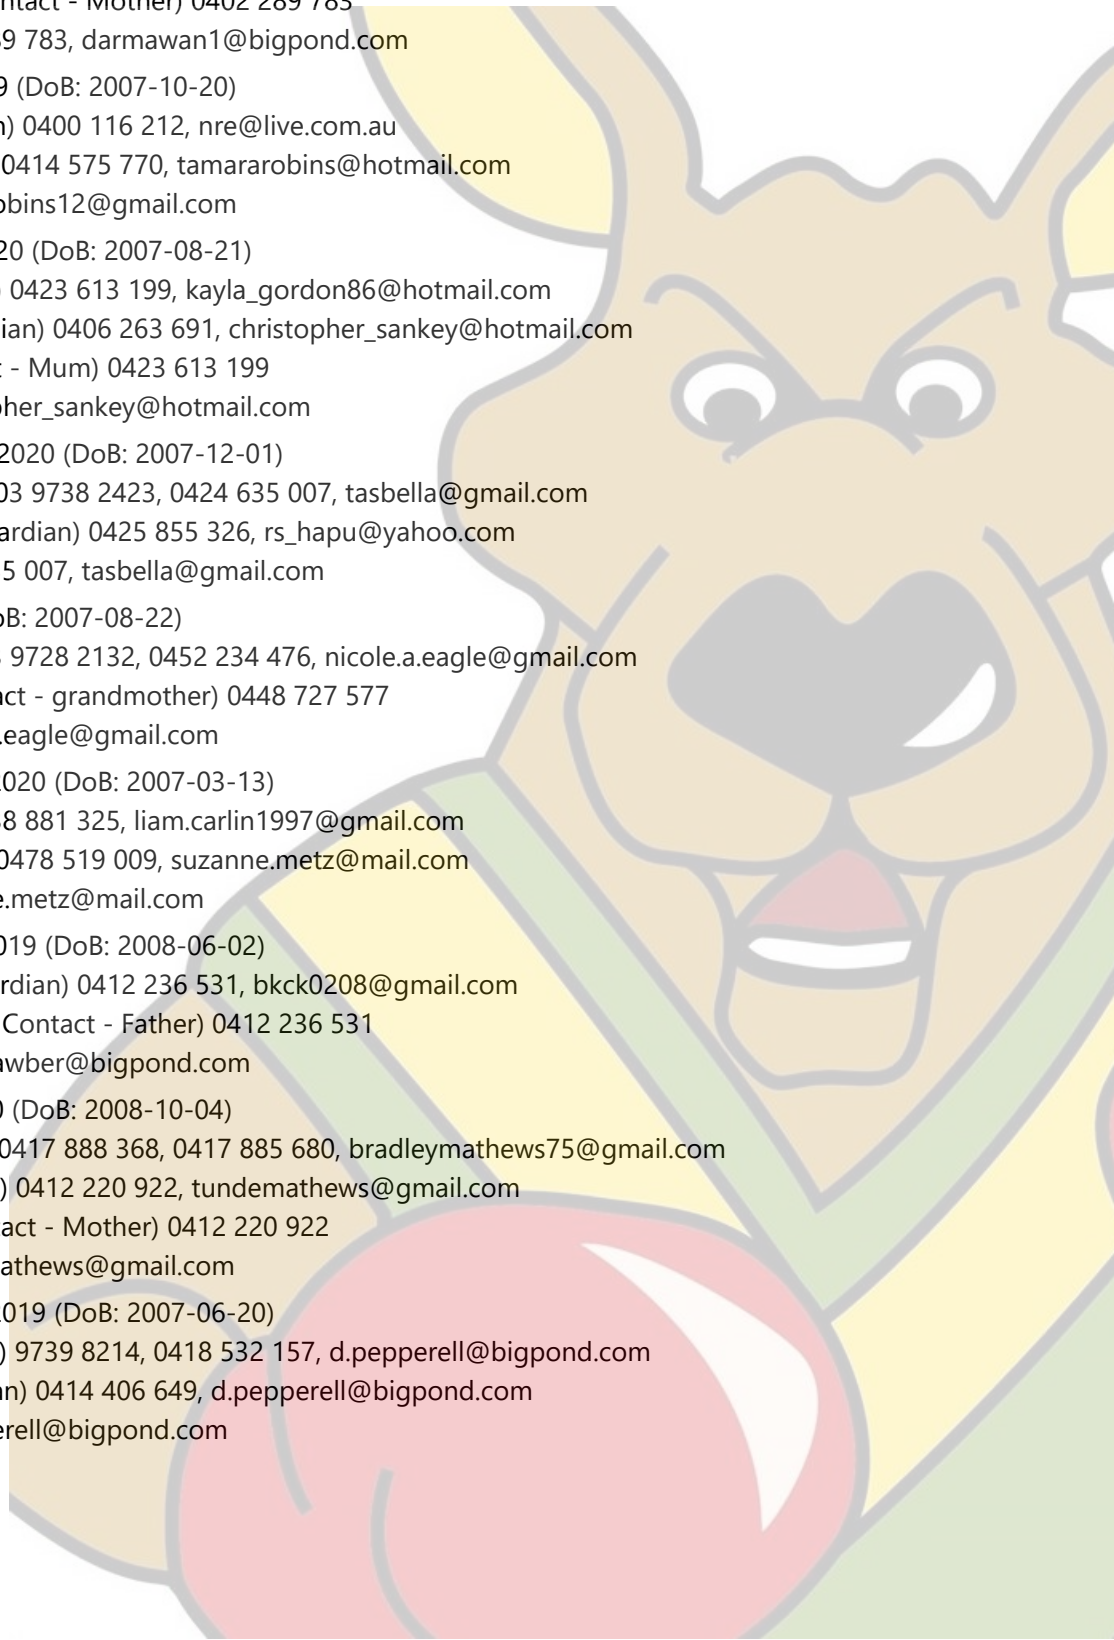 ntact - Mother) 0402 289 783
9 783, darmawan1@bigpond.com
9 (DoB: 2007-10-20)
n) 0400 116 212, nre@live.com.au
0414 575 770, tamararobins@hotmail.com
obins12@gmail.com
20 (DoB: 2007-08-21)
0423 613 199, kayla_gordon86@hotmail.com
ian) 0406 263 691, christopher_sankey@hotmail.com
t - Mum) 0423 613 199
pher_sankey@hotmail.com
2020 (DoB: 2007-12-01)
03 9738 2423, 0424 635 007, tasbella@gmail.com
ardian) 0425 855 326, rs_hapu@yahoo.com
5 007, tasbella@gmail.com
oB: 2007-08-22)
9728 2132, 0452 234 476, nicole.a.eagle@gmail.com
act - grandmother) 0448 727 577
.eagle@gmail.com
2020 (DoB: 2007-03-13)
8 881 325, liam.carlin1997@gmail.com
0478 519 009, suzanne.metz@mail.com
e.metz@mail.com
019 (DoB: 2008-06-02)
rdian) 0412 236 531, bkck0208@gmail.com
Contact - Father) 0412 236 531
awber@bigpond.com
0 (DoB: 2008-10-04)
0417 888 368, 0417 885 680, bradleymathews75@gmail.com
) 0412 220 922, tundemathews@gmail.com
act - Mother) 0412 220 922
athews@gmail.com
2019 (DoB: 2007-06-20)
) 9739 8214, 0418 532 157, d.pepperell@bigpond.com
an) 0414 406 649, d.pepperell@bigpond.com
erell@bigpond.com